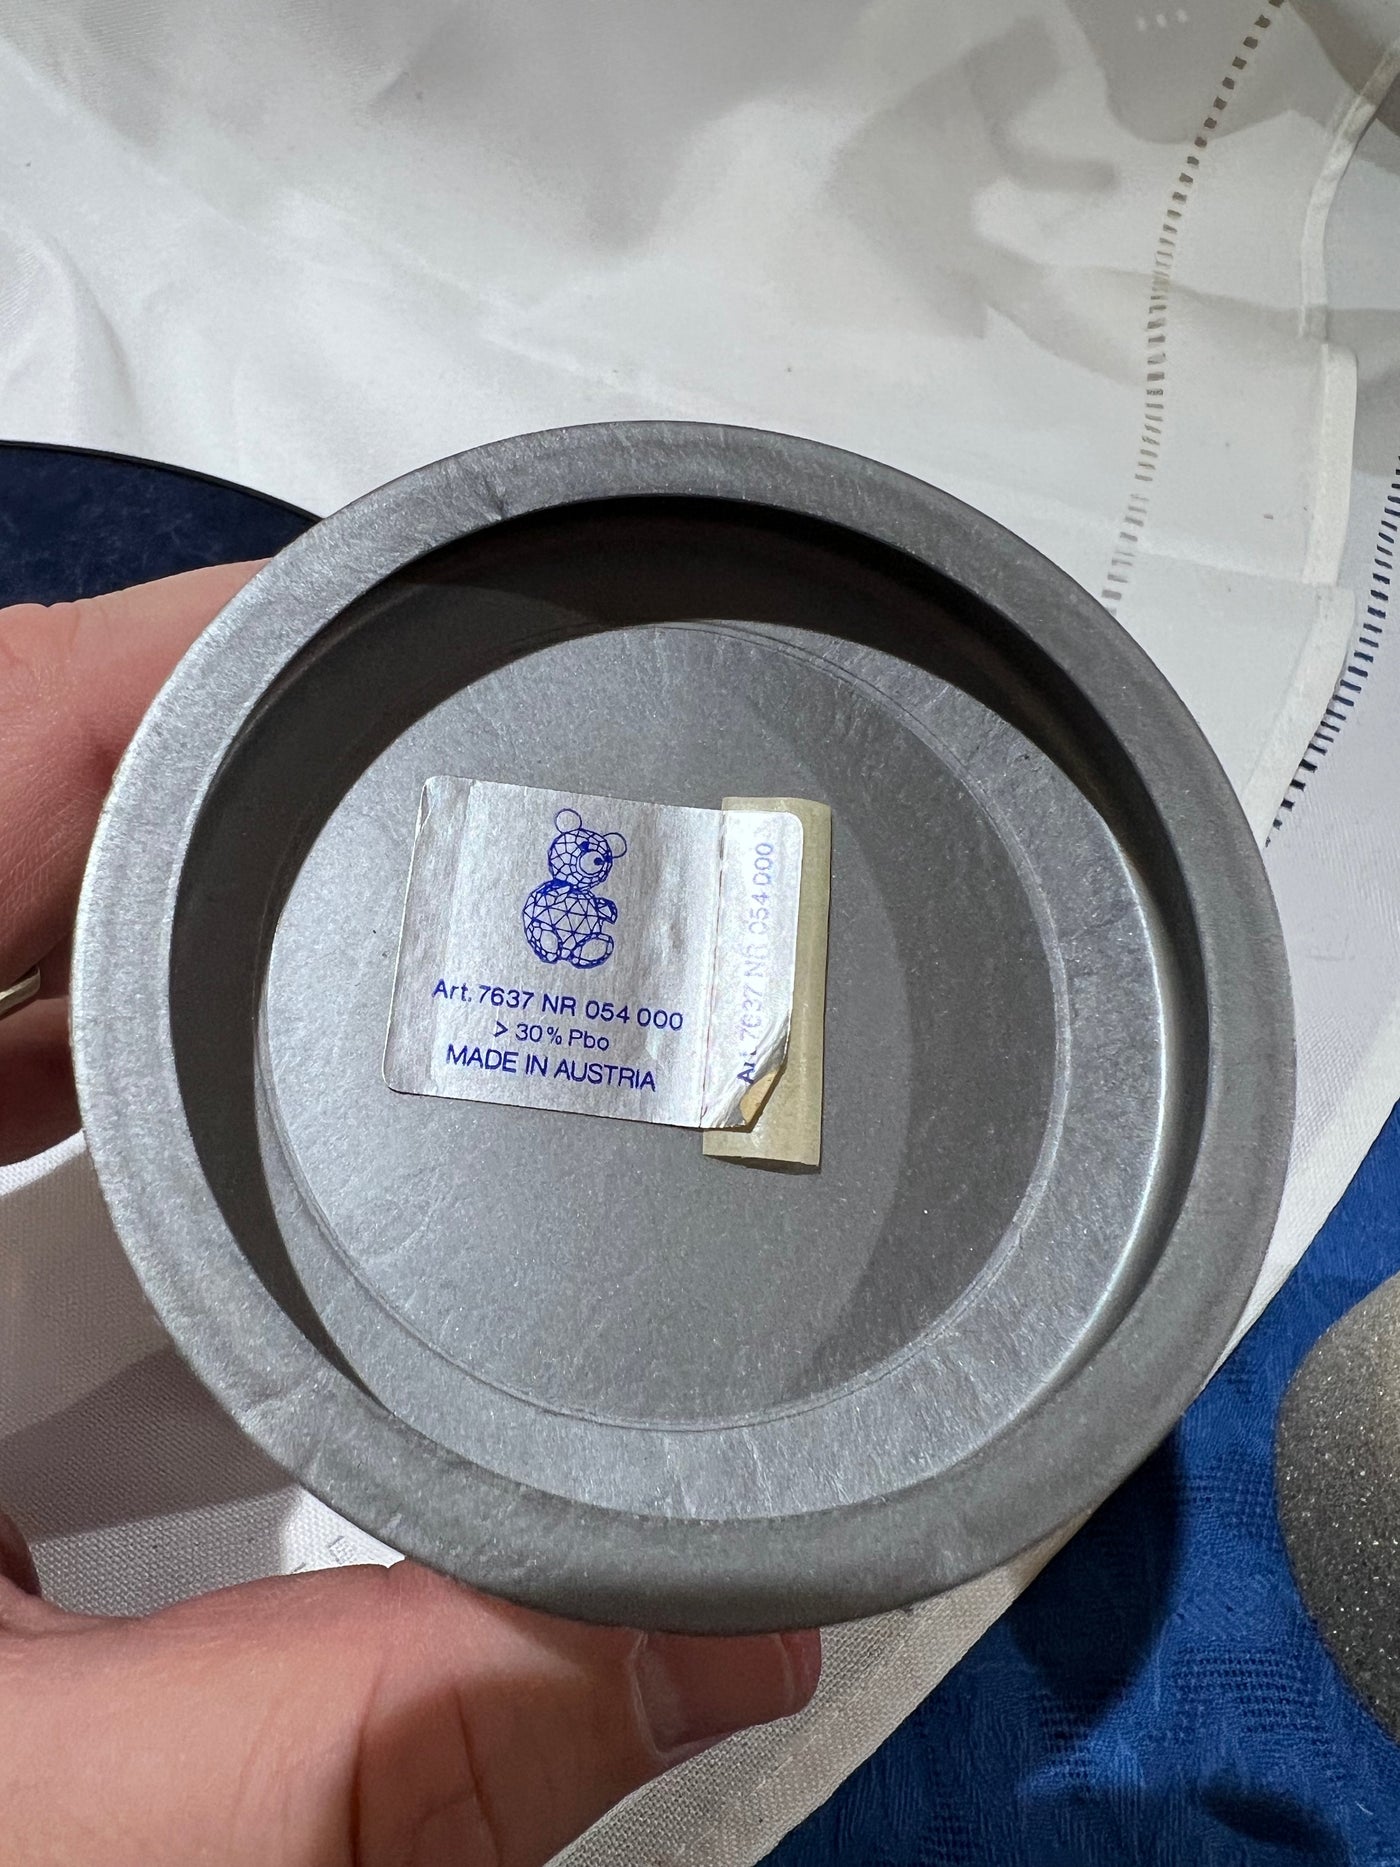 Art. 7637 NR 054 000
> 30% Pbo
MADE IN AUSTRIA
Art. 7637 NR 054 000